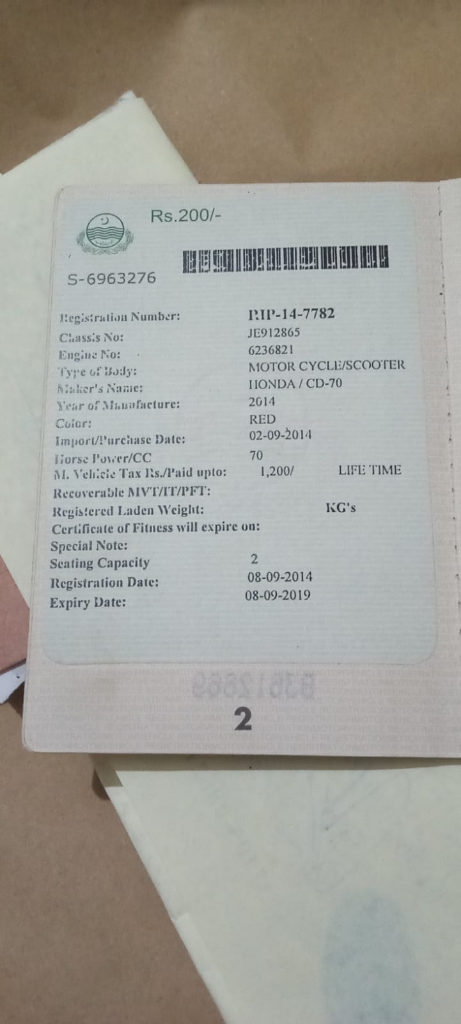 Rs.200/-
S-6963276
Registration Number: RIP-14-7782
Chassis No: JE912865
Engine No: 6236821
Type of Body: MOTOR CYCLE/SCOOTER
Maker's Name: HONDA / CD-70
Year of Manufacture: 2014
Color: RED
Import/Purchase Date: 02-09-2014
Horse Power/CC 70
M. Vehicle Tax Rs./Paid upto: 1,200/ LIFE TIME
Recoverable MVT/IT/PFT:
Registered Laden Weight: KG's
Certificate of Fitness will expire on:
Special Note:
Seating Capacity 2
Registration Date: 08-09-2014
Expiry Date: 08-09-2019
2